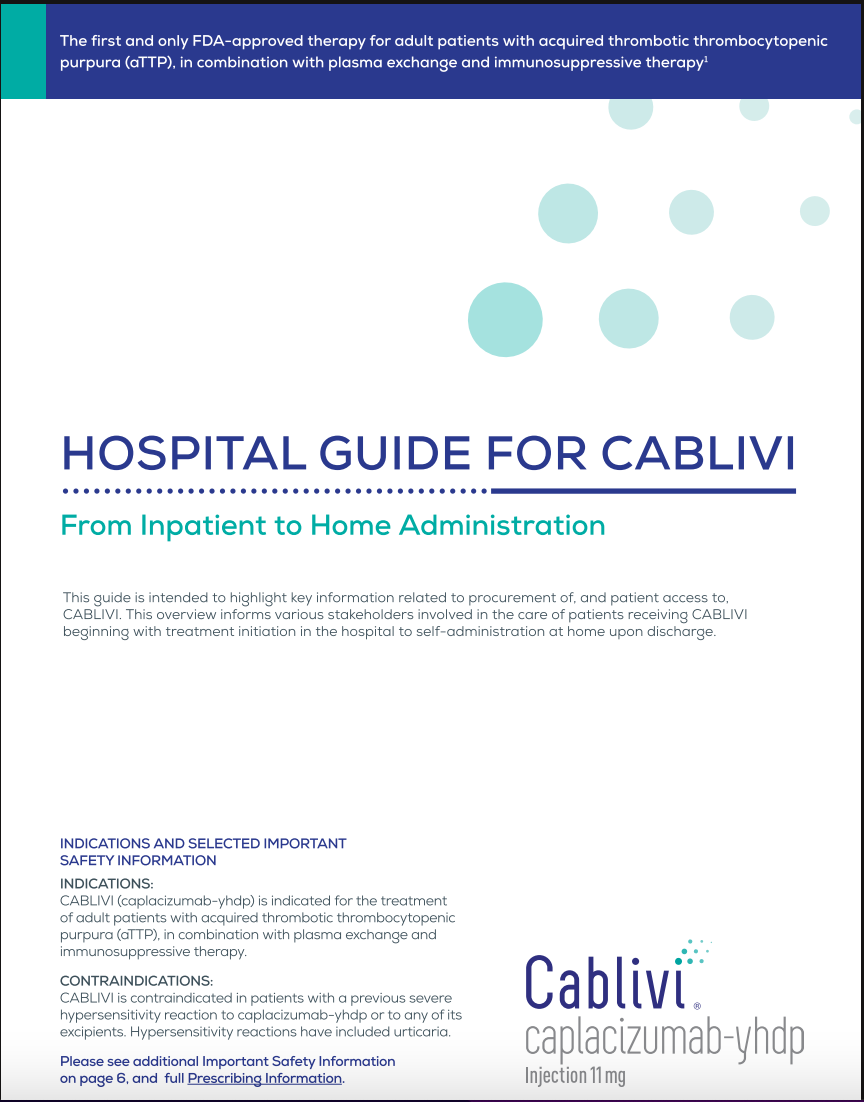 The first and only FDA-approved therapy for adult patients with acquired thrombotic thrombocytopenic
purpura (aTTP), in combination with plasma exchange and immunosuppressive therapy¹
HOSPITAL GUIDE FOR CABLIVI
From Inpatient to Home Administration
This guide is intended to highlight key information related to procurement of, and patient access to,
CABLIVI. This overview informs various stakeholders involved in the care of patients receiving CABLIVI
beginning with treatment initiation in the hospital to self-administration at home upon discharge.
INDICATIONS AND SELECTED IMPORTANT
SAFETY INFORMATION
INDICATIONS:
CABLIVI (caplacizumab-yhdp) is indicated for the treatment
of adult patients with acquired thrombotic thrombocytopenic
purpura (aTTP), in combination with plasma exchange and
immunosuppressive therapy.
CONTRAINDICATIONS:
CABLIVI is contraindicated in patients with a previous severe
hypersensitivity reaction to caplacizumab-yhdp or to any of its
excipients. Hypersensitivity reactions have included urticaria.
Please see additional Important Safety Information
on page 6, and full Prescribing Information.
Cablivi®
caplacizumab-yhdp
Injection 11 mg